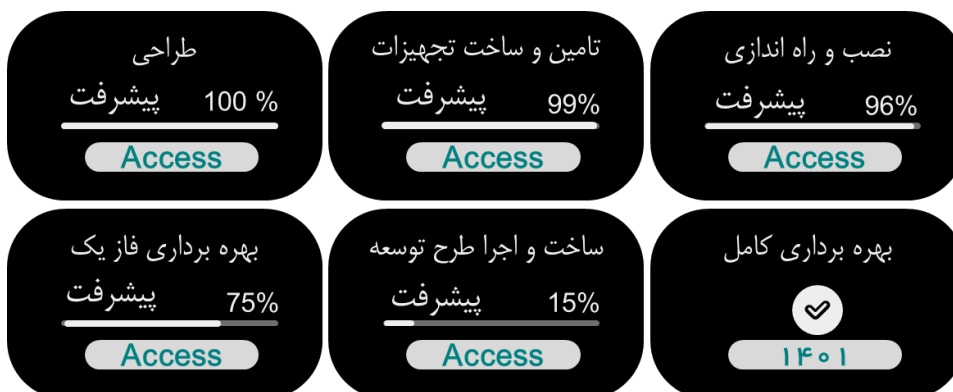 نصب و راه اندازی
پیشرفت 96%
Access
تامین و ساخت تجهیزات
پیشرفت 99%
Access
طراحی
پیشرفت 100 %
Access
بهره برداری کامل
۱۴۰۱
ساخت و اجرا طرح توسعه
پیشرفت 15%
Access
بهره برداری فاز یک
پیشرفت 75%
Access